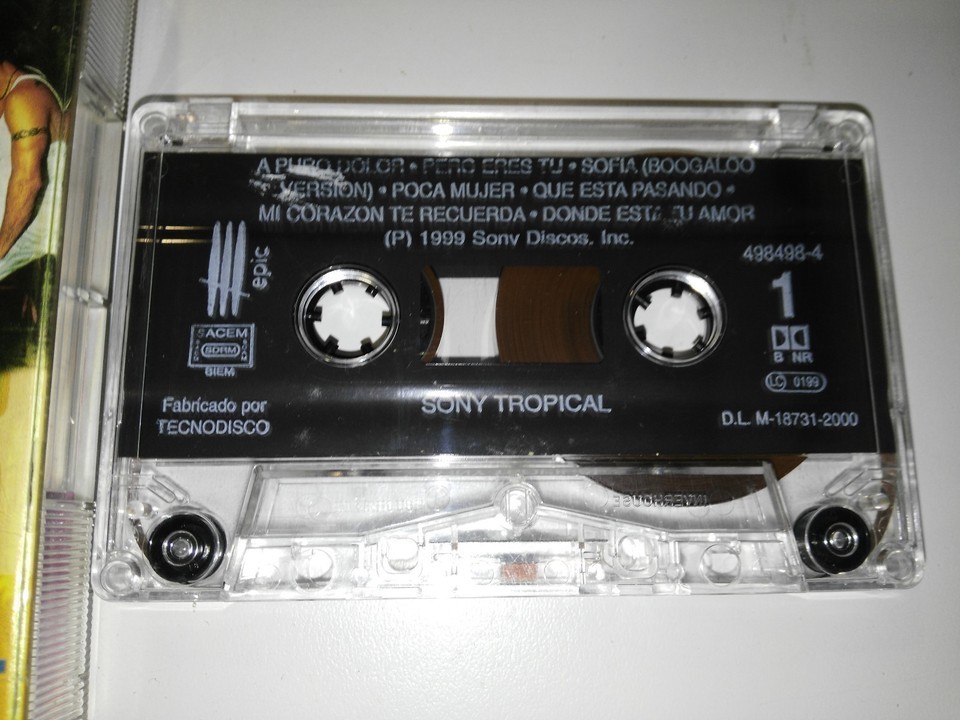 A PURO DOLOR • PERO ERES TU • SOFIA (BOOGALOO
VERSION) • POCA MUJER • QUE ESTA PASANDO •
MI CORAZON TE RECUERDA • DONDE ESTA TU AMOR
(P) 1999 Sony Discos, Inc.
epic
498498-4
1
SACEM
SDRM
BIEM
B NR
LC 0199
SONY TROPICAL
Fabricado por
TECNODISCO
D.L. M-18731-2000